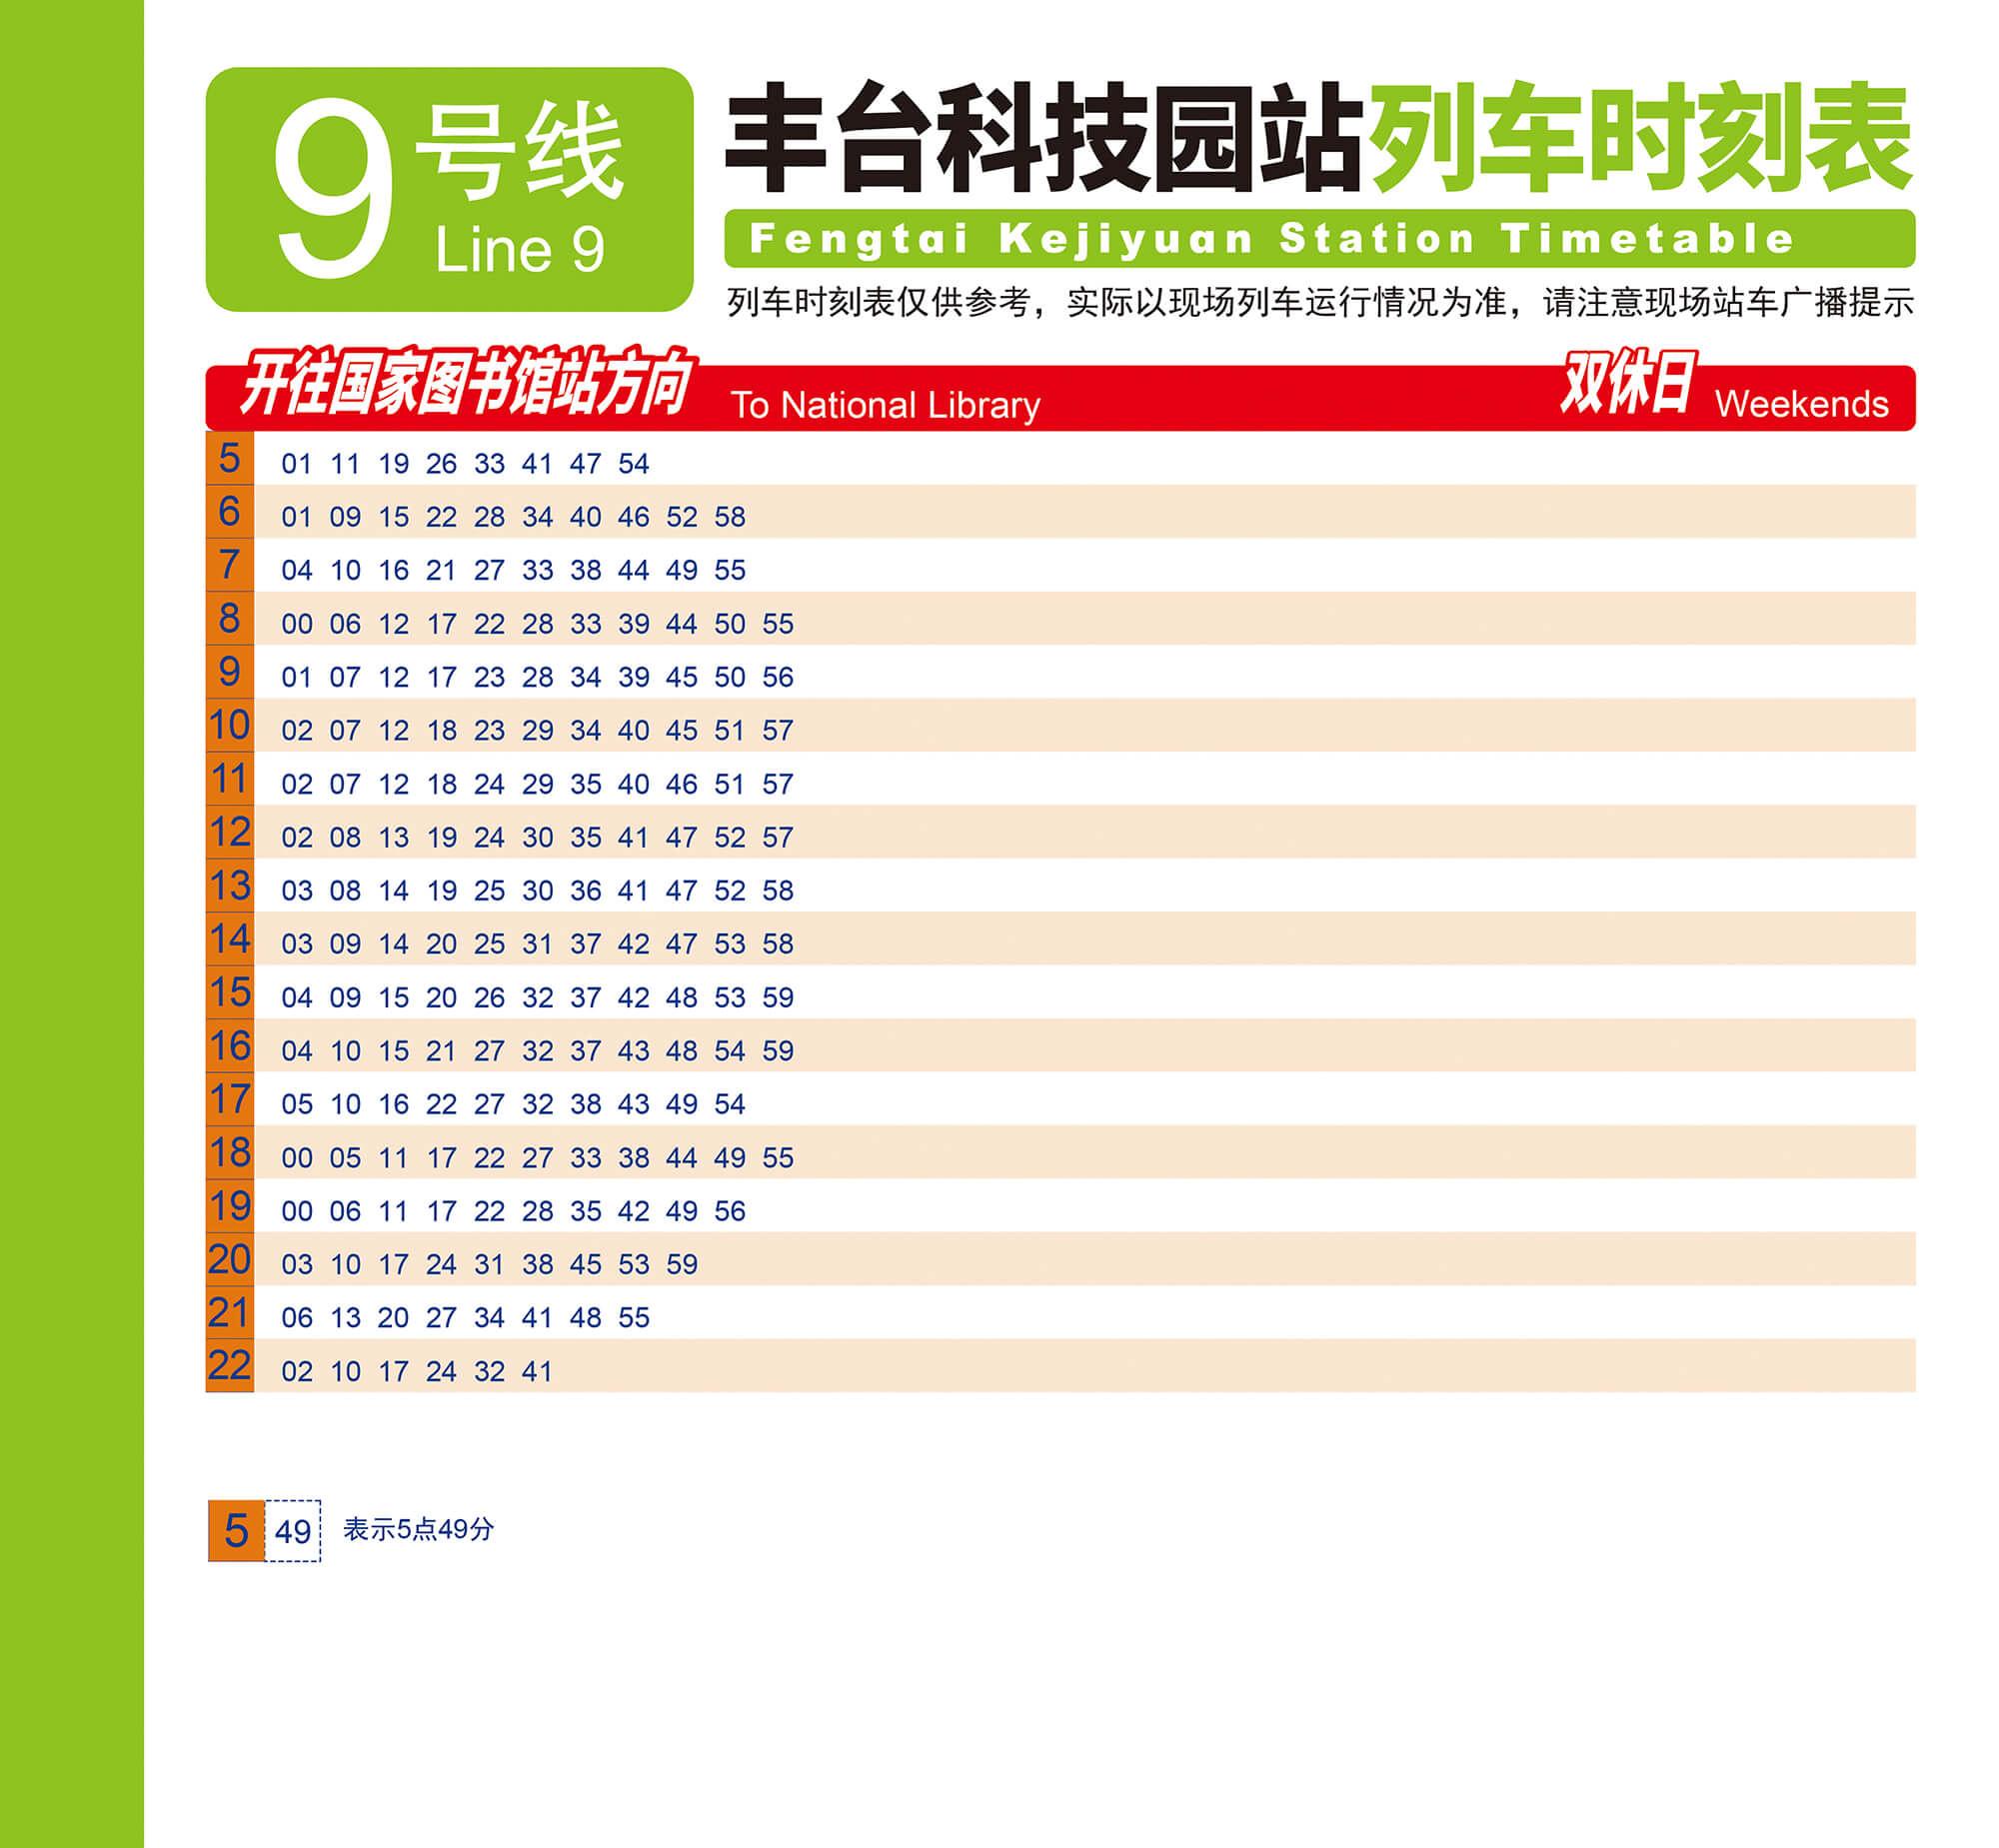 9号线
Line 9
丰台科技园站列车时刻表
Fengtai Kejiyuan Station Timetable
列车时刻表仅供参考，实际以现场列车运行情况为准，请注意现场站车广播提示
开往国家图书馆站方向 To National Library 双休日 Weekends
5 01 11 19 26 33 41 47 54
6 01 09 15 22 28 34 40 46 52 58
7 04 10 16 21 27 33 38 44 49 55
8 00 06 12 17 22 28 33 39 44 50 55
9 01 07 12 17 23 28 34 39 45 50 56
10 02 07 12 18 23 29 34 40 45 51 57
11 02 07 12 18 24 29 35 40 46 51 57
12 02 08 13 19 24 30 35 41 47 52 57
13 03 08 14 19 25 30 36 41 47 52 58
14 03 09 14 20 25 31 37 42 47 53 58
15 04 09 15 20 26 32 37 42 48 53 59
16 04 10 15 21 27 32 37 43 48 54 59
17 05 10 16 22 27 32 38 43 49 54
18 00 05 11 17 22 27 33 38 44 49 55
19 00 06 11 17 22 28 35 42 49 56
20 03 10 17 24 31 38 45 53 59
21 06 13 20 27 34 41 48 55
22 02 10 17 24 32 41
5 49 表示5点49分